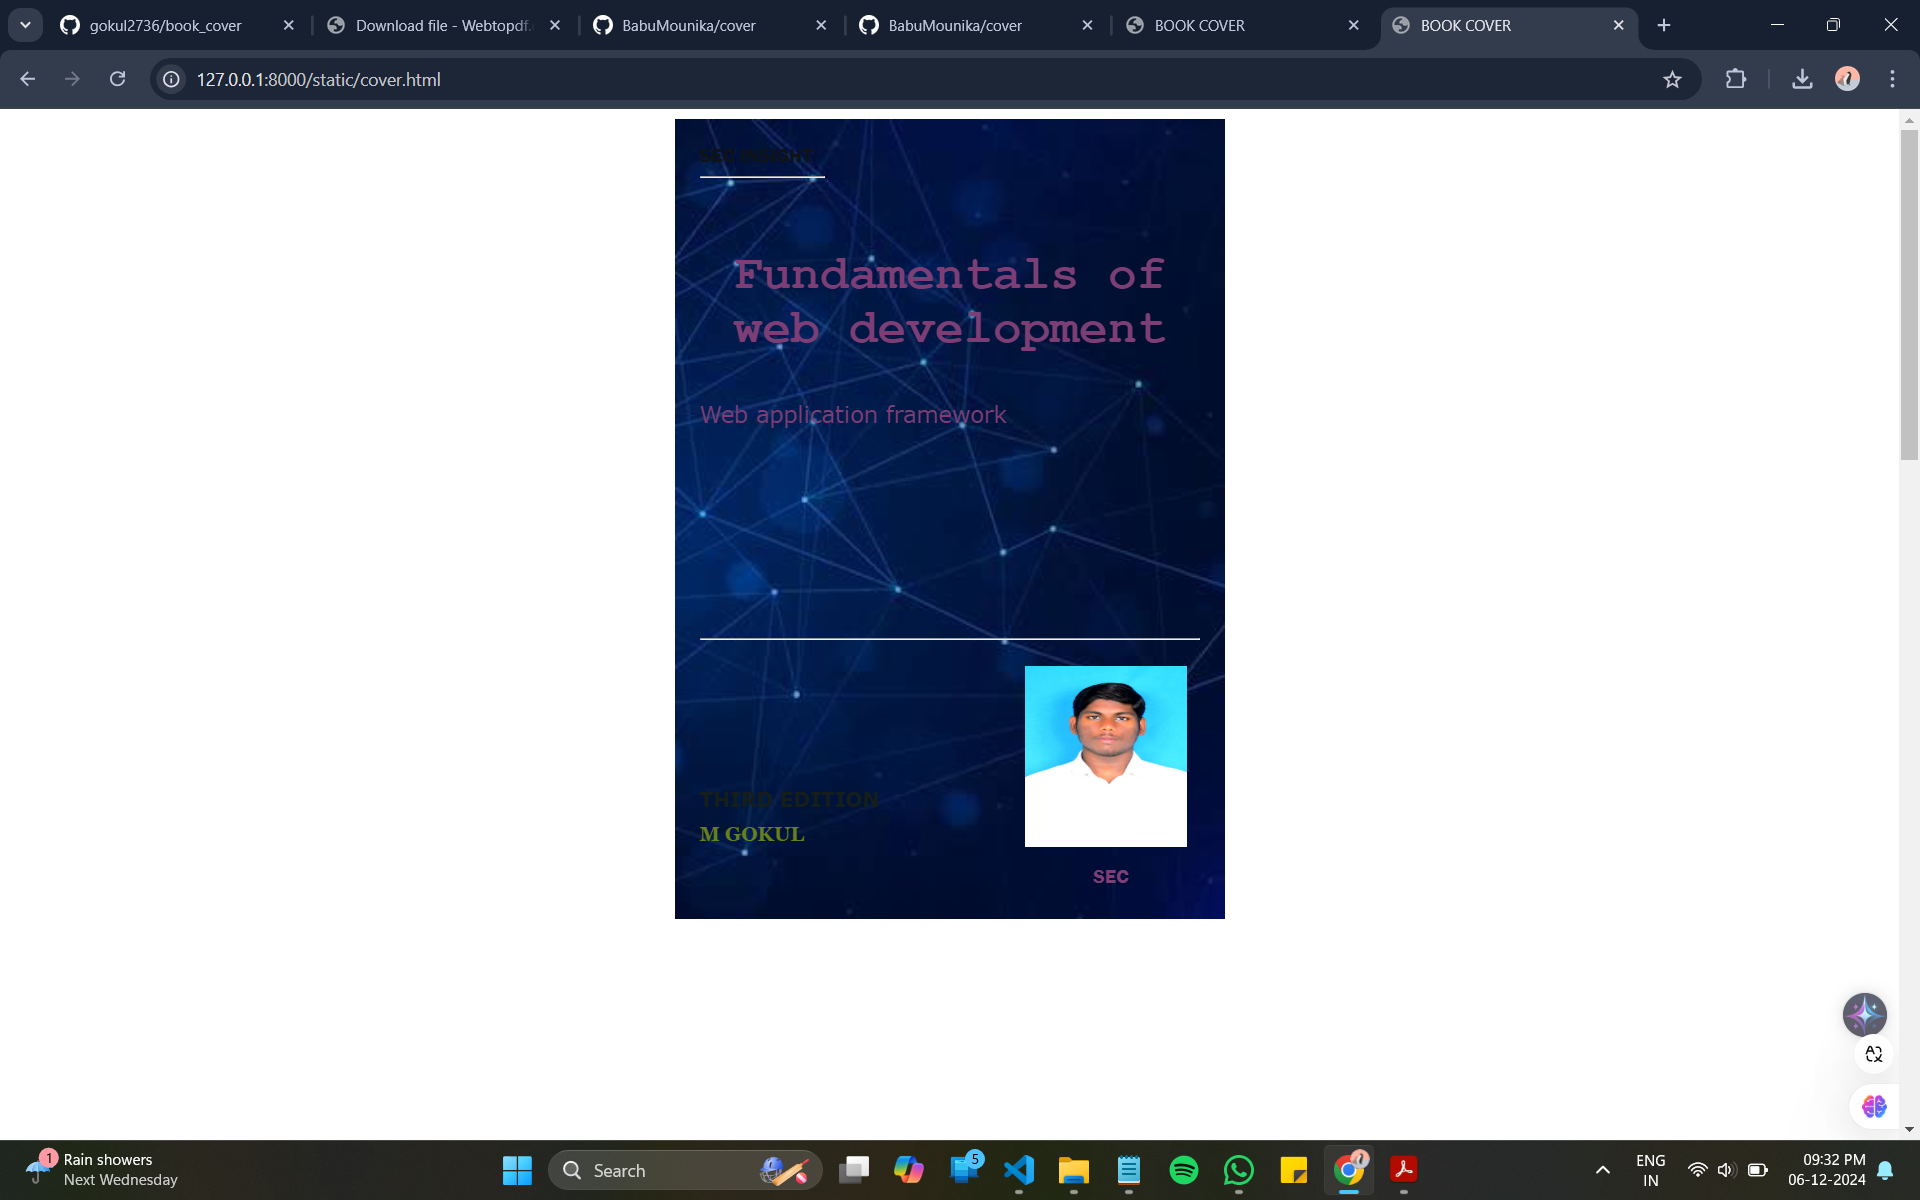 gokul2736/book_cover
Download file - Webtopdf.
BabuMounika/cover
BabuMounika/cover
BOOK COVER
BOOK COVER
127.0.0.1:8000/static/cover.html
Fundamentals of
web development
Web application framework
THIRD EDITION
M GOKUL
SEC
1
Rain showers
Next Wednesday
Search
5
ENG
IN
09:32 PM
06-12-2024